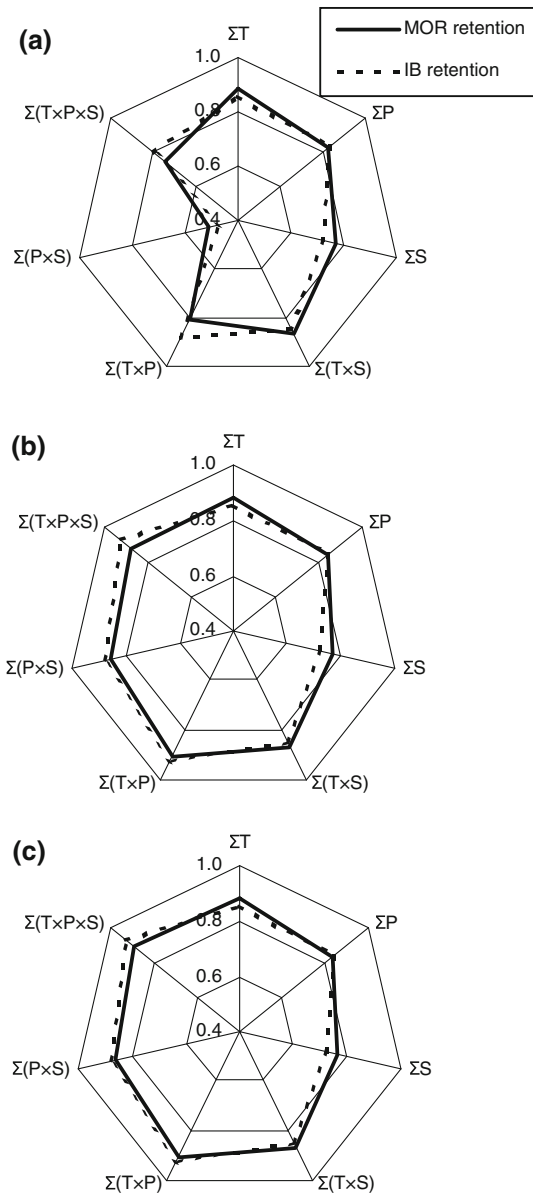 (a)
MOR retention
IB retention
ΣT
1.0
Σ(T×P×S)
ΣP
0.8
0.6
0.4
Σ(P×S)
ΣS
Σ(T×P)
Σ(T×S)
(b)
ΣT
1.0
Σ(T×P×S)
ΣP
0.8
0.6
0.4
Σ(P×S)
ΣS
Σ(T×P)
Σ(T×S)
(c)
ΣT
1.0
Σ(T×P×S)
ΣP
0.8
0.6
0.4
Σ(P×S)
ΣS
Σ(T×P)
Σ(T×S)